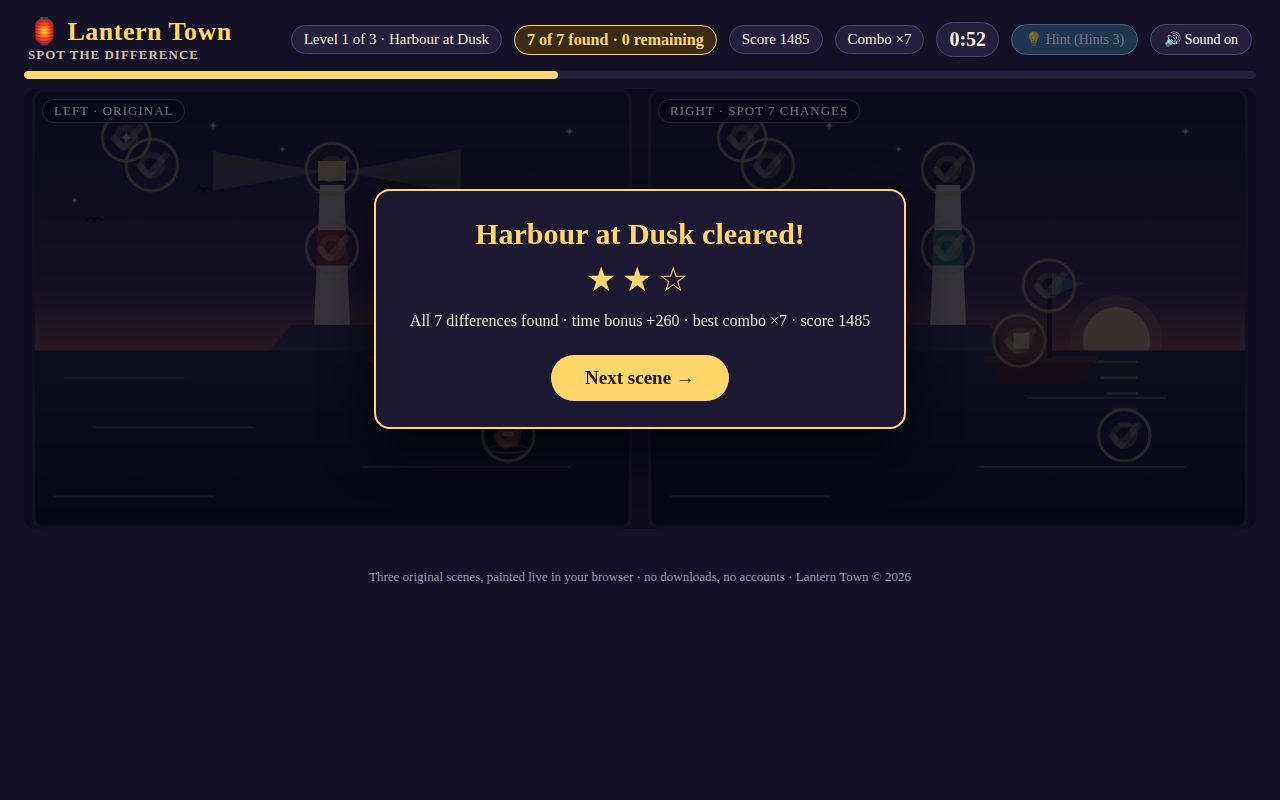 🏮 Lantern Town
SPOT THE DIFFERENCE
Level 1 of 3 · Harbour at Dusk
7 of 7 found · 0 remaining
Score 1485
Combo ×7
0:52
💡 Hint (Hints 3)
🔊 Sound on
LEFT · ORIGINAL
RIGHT · SPOT 7 CHANGES
Harbour at Dusk cleared!
★★☆
All 7 differences found · time bonus +260 · best combo ×7 · score 1485
Next scene →
Three original scenes, painted live in your browser · no downloads, no accounts · Lantern Town © 2026